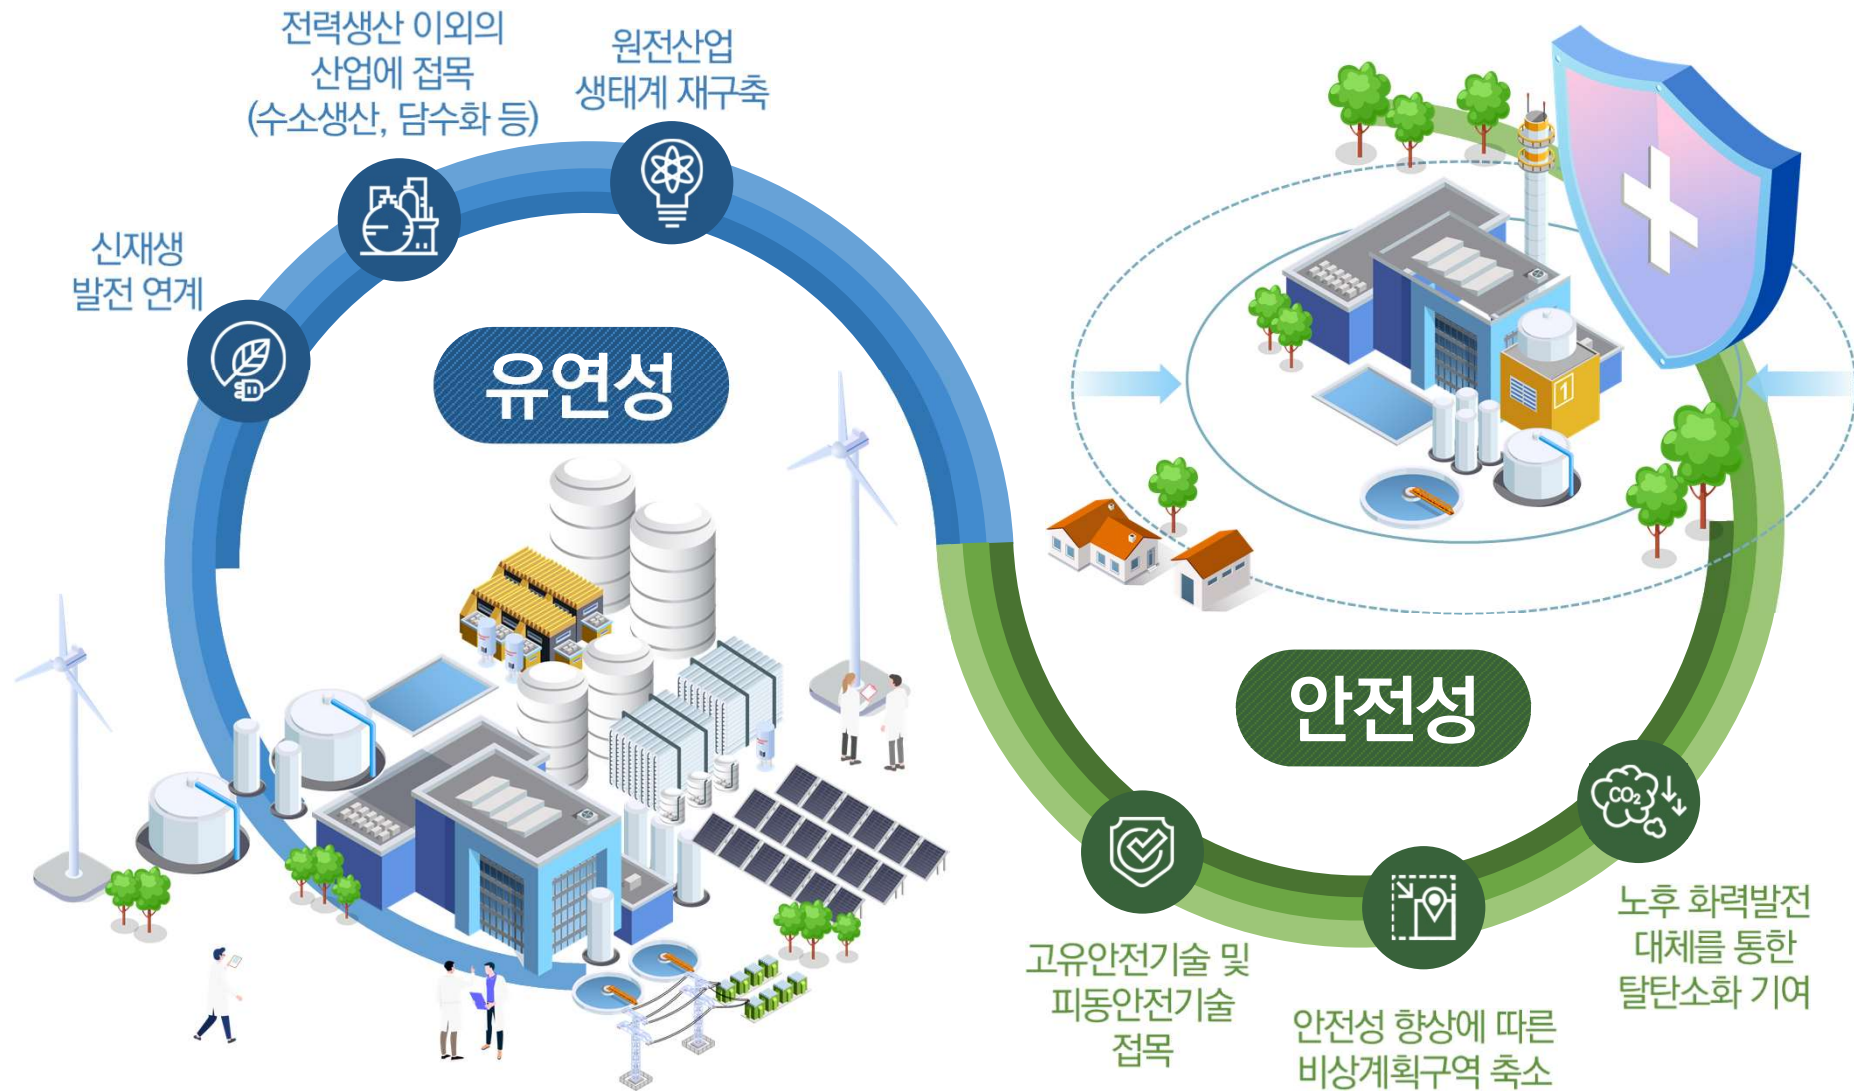 전력생산 이외의
산업에 접목
(수소생산, 담수화 등)
원전산업
생태계 재구축
신재생
발전 연계
유연성
1
안전성
CO₂
고유안전기술 및
피동안전기술
접목
안전성 향상에 따른
비상계획구역 축소
노후 화력발전
대체를 통한
탈탄소화 기여